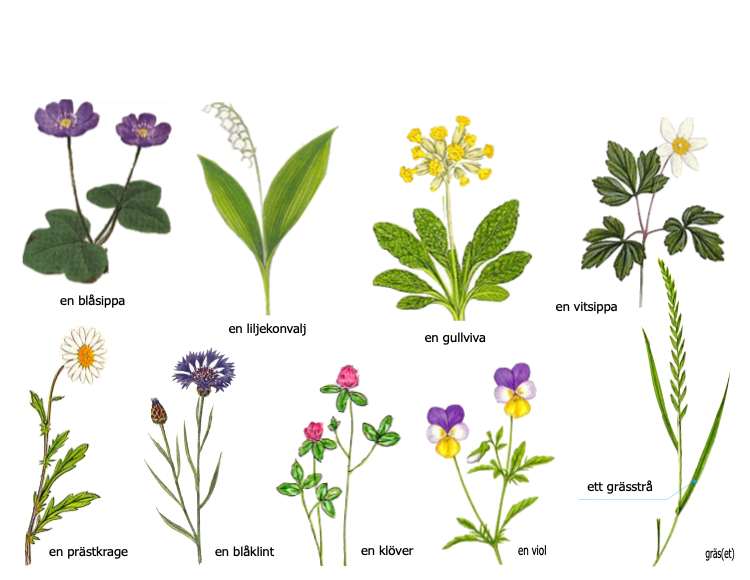 en blåsippa
en liljekonvalj
en gullviva
en vitsippa
en prästkrage
en blåklint
en klöver
en viol
ett grässtrå
gräs(et)